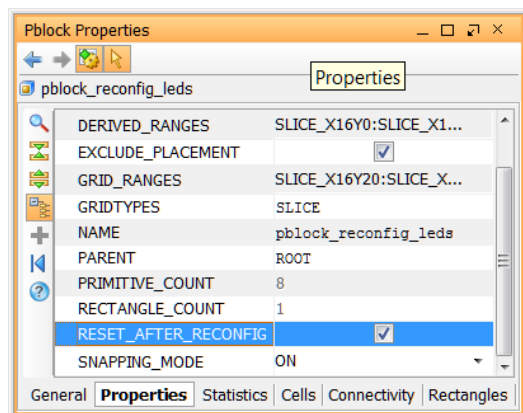 Pblock Properties
Properties
pblock_reconfig_leds
DERIVED_RANGES SLICE_X16Y0:SLICE_X1...
EXCLUDE_PLACEMENT
GRID_RANGES SLICE_X16Y20:SLICE_X...
GRIDTYPES SLICE
NAME pblock_reconfig_leds
PARENT ROOT
PRIMITIVE_COUNT 8
RECTANGLE_COUNT 1
RESET_AFTER_RECONFIG
SNAPPING_MODE ON
General Properties Statistics Cells Connectivity Rectangles